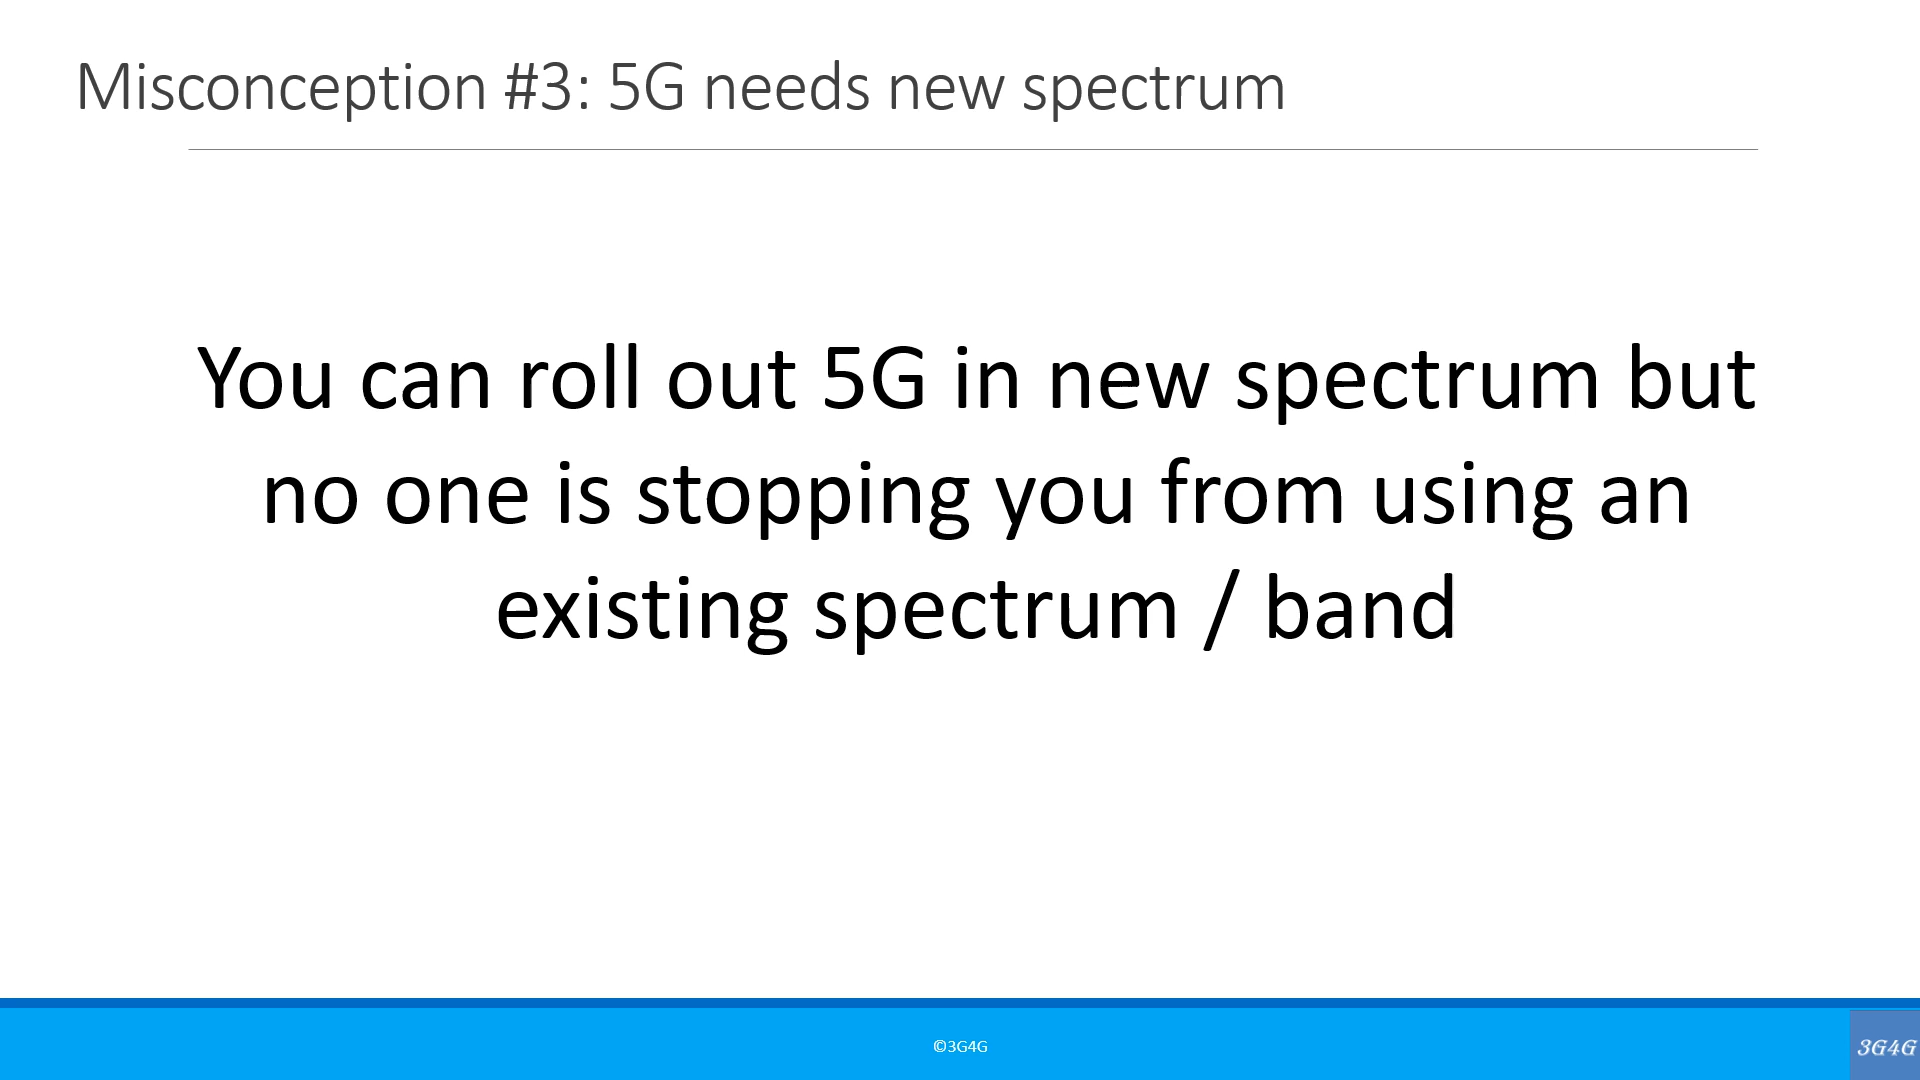 Misconception #3: 5G needs new spectrum
You can roll out 5G in new spectrum but
no one is stopping you from using an
existing spectrum / band
©3G4G
3G4G